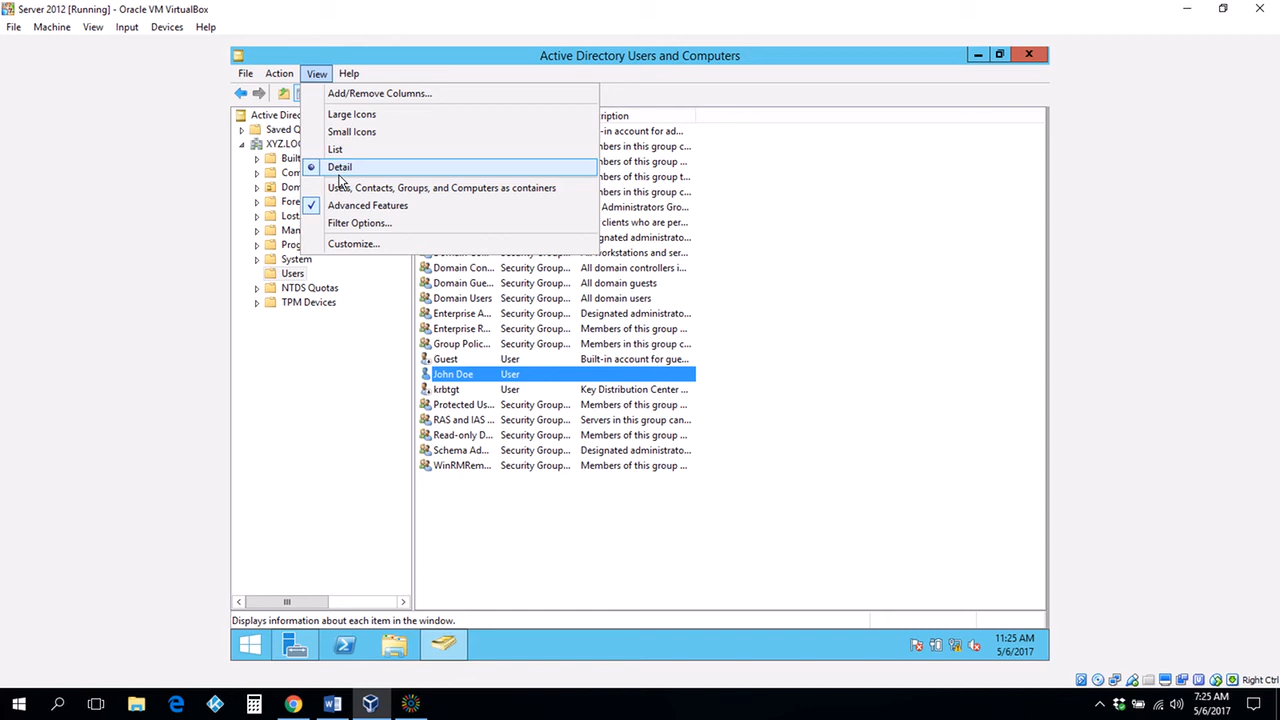 Server 2012 [Running] - Oracle VM VirtualBox
File Machine View Input Devices Help
Active Directory Users and Computers
File Action View Help
Add/Remove Columns...
Large Icons
Small Icons
List
Detail
Users, Contacts, Groups, and Computers as containers
Advanced Features
Filter Options...
Customize...
Active Direc
Saved Q
XYZ.LOC
Built
Com
Dom
Fore
Lost
Man
Prog
System
Users
NTDS Quotas
TPM Devices
ription
-in account for ad...
mbers in this group c...
mbers of this group ...
mbers of this group t...
mbers in this group c...
Administrators Gro...
clients who are per...
ignated administrato...
workstations and ser...
Domain Con... Security Group... All domain controllers i...
Domain Gue... Security Group... All domain guests
Domain Users Security Group... All domain users
Enterprise A... Security Group... Designated administrato...
Enterprise R... Security Group... Members of this group ...
Group Polic... Security Group... Members in this group c...
Guest User Built-in account for gue...
John Doe User
krbtgt User Key Distribution Center ...
Protected Us... Security Group... Members of this group ...
RAS and IAS ... Security Group... Servers in this group can...
Read-only D... Security Group... Members of this group ...
Schema Ad... Security Group... Designated administrato...
WinRMRem... Security Group... Members of this group ...
Displays information about each item in the window.
11:25 AM
5/6/2017
Right Ctrl
7:25 AM
5/6/2017